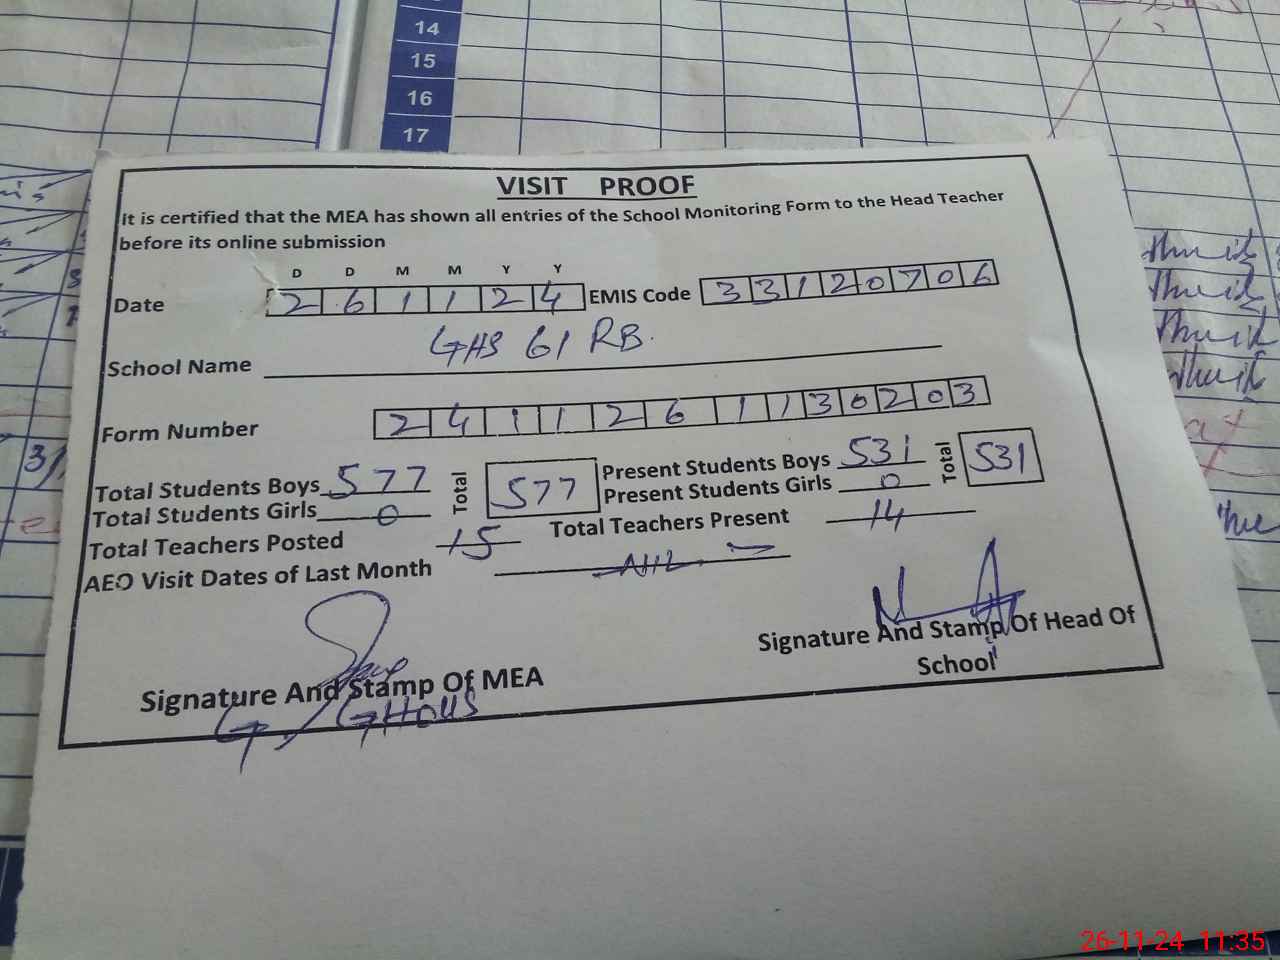 14
15
16
17
VISIT PROOF
It is certified that the MEA has shown all entries of the School Monitoring Form to the Head Teacher
before its online submission
D D M M Y Y
Date 2 6 1 1 2 4 EMIS Code 3 3 1 2 0 7 0 6
School Name GHS 61 RB.
Form Number 2 4 1 1 2 6 1 1 3 0 2 0 3
Total Students Boys 577 Total 577 Present Students Boys 531 Total 531
Total Students Girls 0 Present Students Girls 0
Total Teachers Posted 15 Total Teachers Present 14
AEO Visit Dates of Last Month NIL
Signature And Stamp Of MEA
G / GHOUS
Signature And Stamp Of Head Of
School
26-11-24 11:35